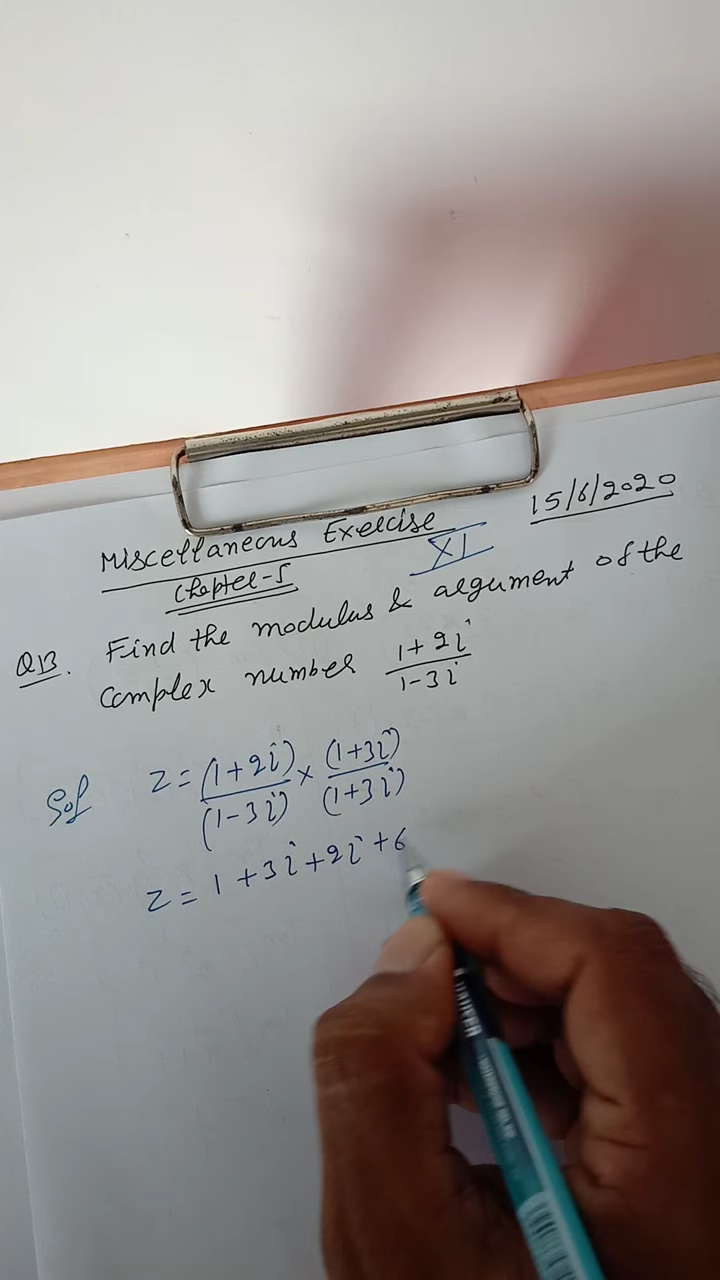 Miscellaneous Exercise 15/6/2020
Chapter-5 XI
Q13. Find the modulus & argument of the
complex number (1+2i)/(1-3i)
Sol z = (1+2i)/(1-3i) × (1+3i)/(1+3i)
z = 1+3i+2i+6